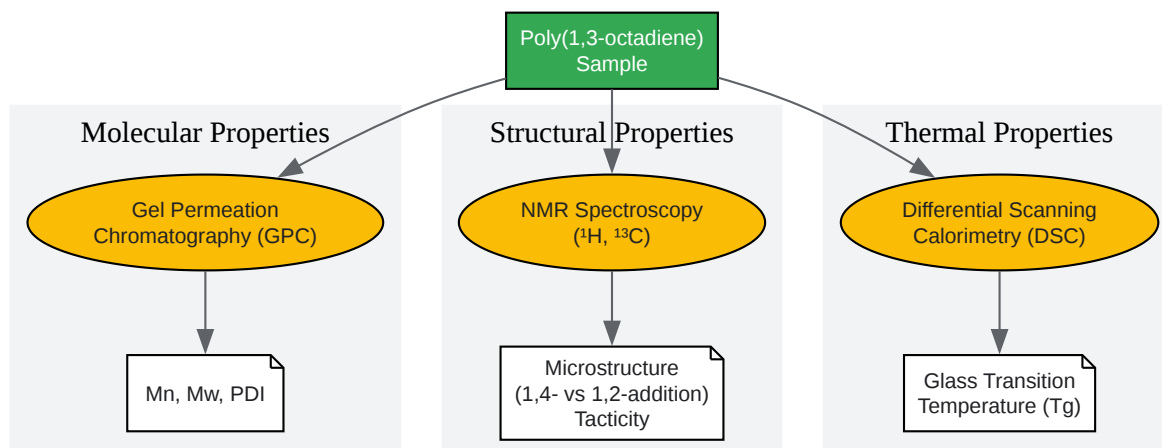 Poly(1,3-octadiene)
Sample
Molecular Properties
Structural Properties
Thermal Properties
Gel Permeation
Chromatography (GPC)
NMR Spectroscopy
(¹H, ¹³C)
Differential Scanning
Calorimetry (DSC)
Mn, Mw, PDI
Microstructure
(1,4- vs 1,2-addition)
Tacticity
Glass Transition
Temperature (Tg)